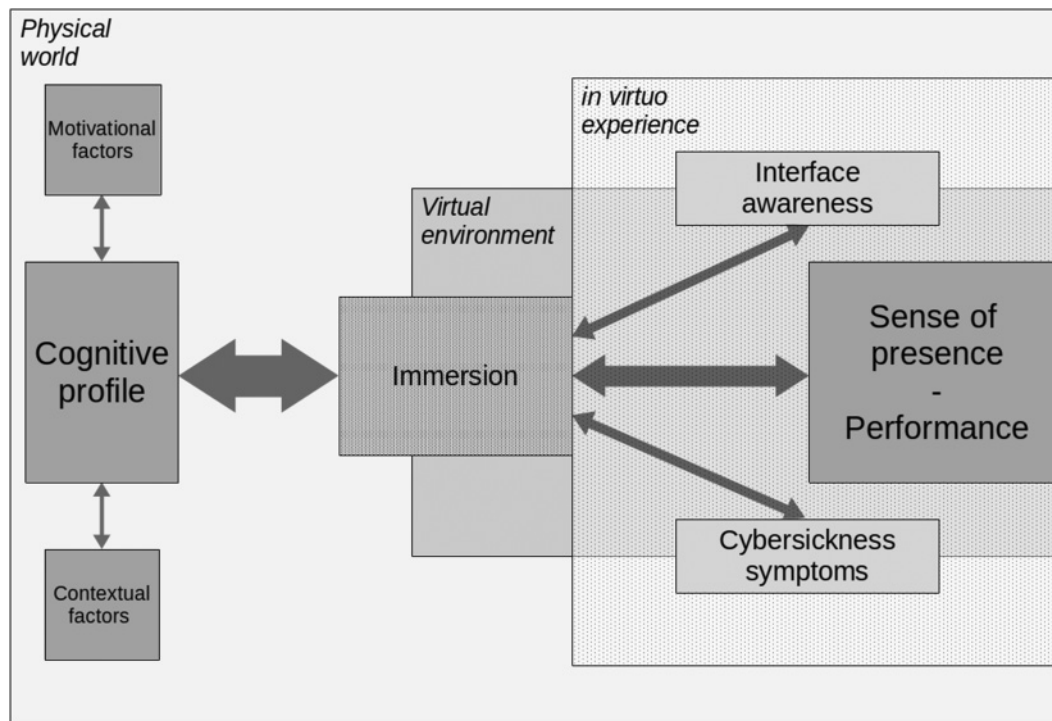 Physical
world
Motivational
factors
Cognitive
profile
Contextual
factors
Virtual
environment
Immersion
in virtuo
experience
Interface
awareness
Sense of
presence
-
Performance
Cybersickness
symptoms